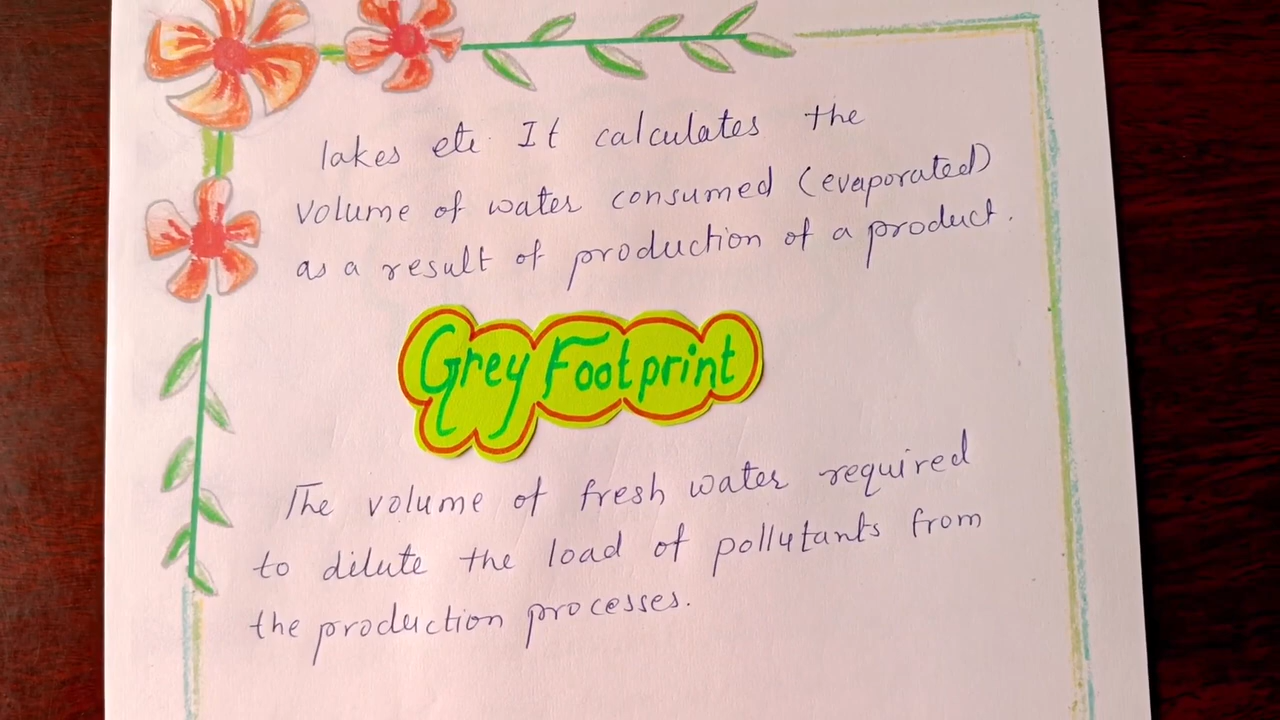 lakes etc. It calculates the
volume of water consumed (evaporated)
as a result of production of a product.
Grey Footprint
The volume of fresh water required
to dilute the load of pollutants from
the production processes.